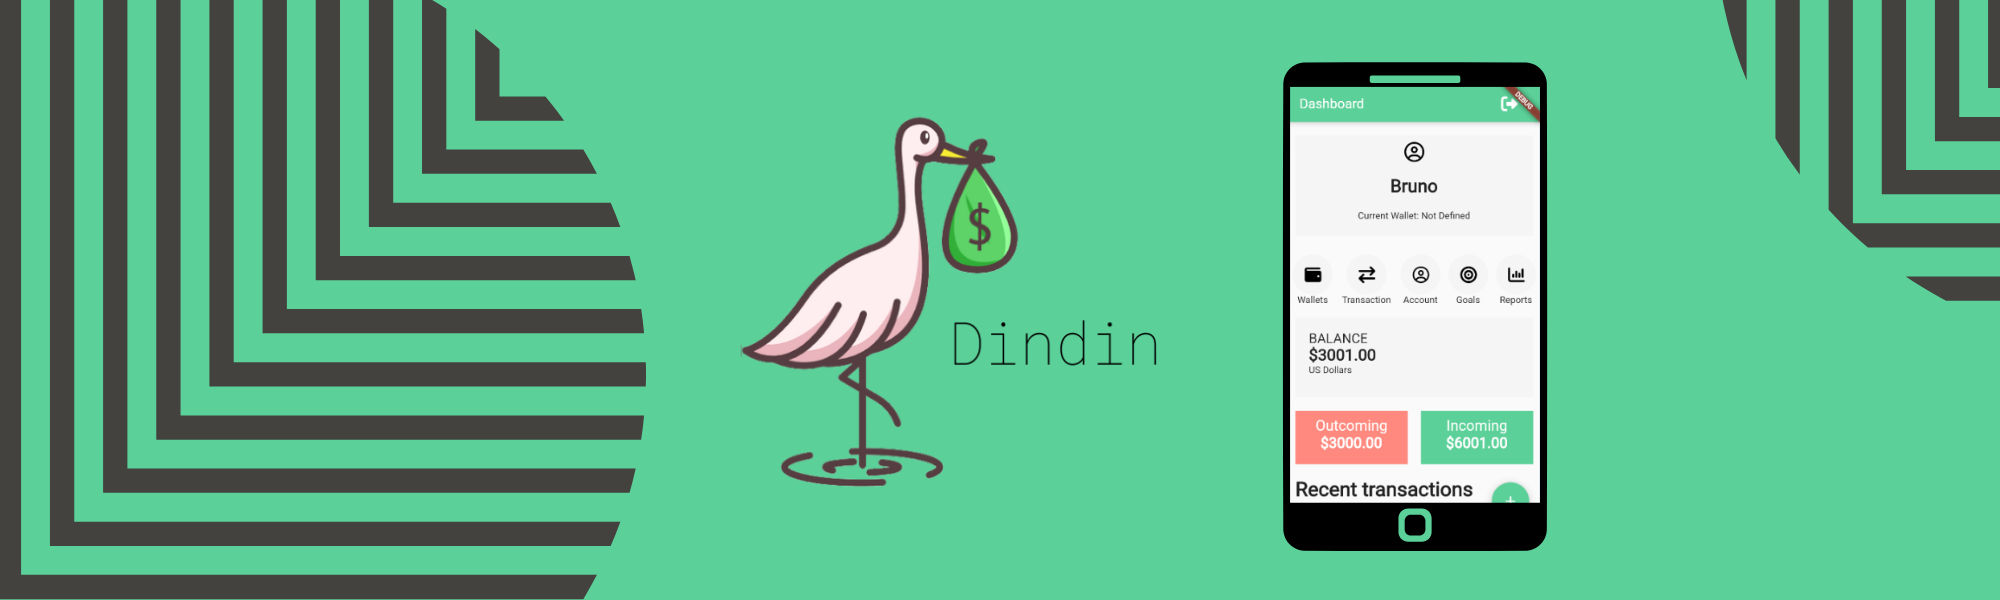 $
Dindin
Dashboard
DEBUG
Bruno
Current Wallet: Not Defined
Wallets Transaction Account Goals Reports
BALANCE
$3001.00
US Dollars
Outcoming Incoming
$3000.00 $6001.00
Recent transactions
+